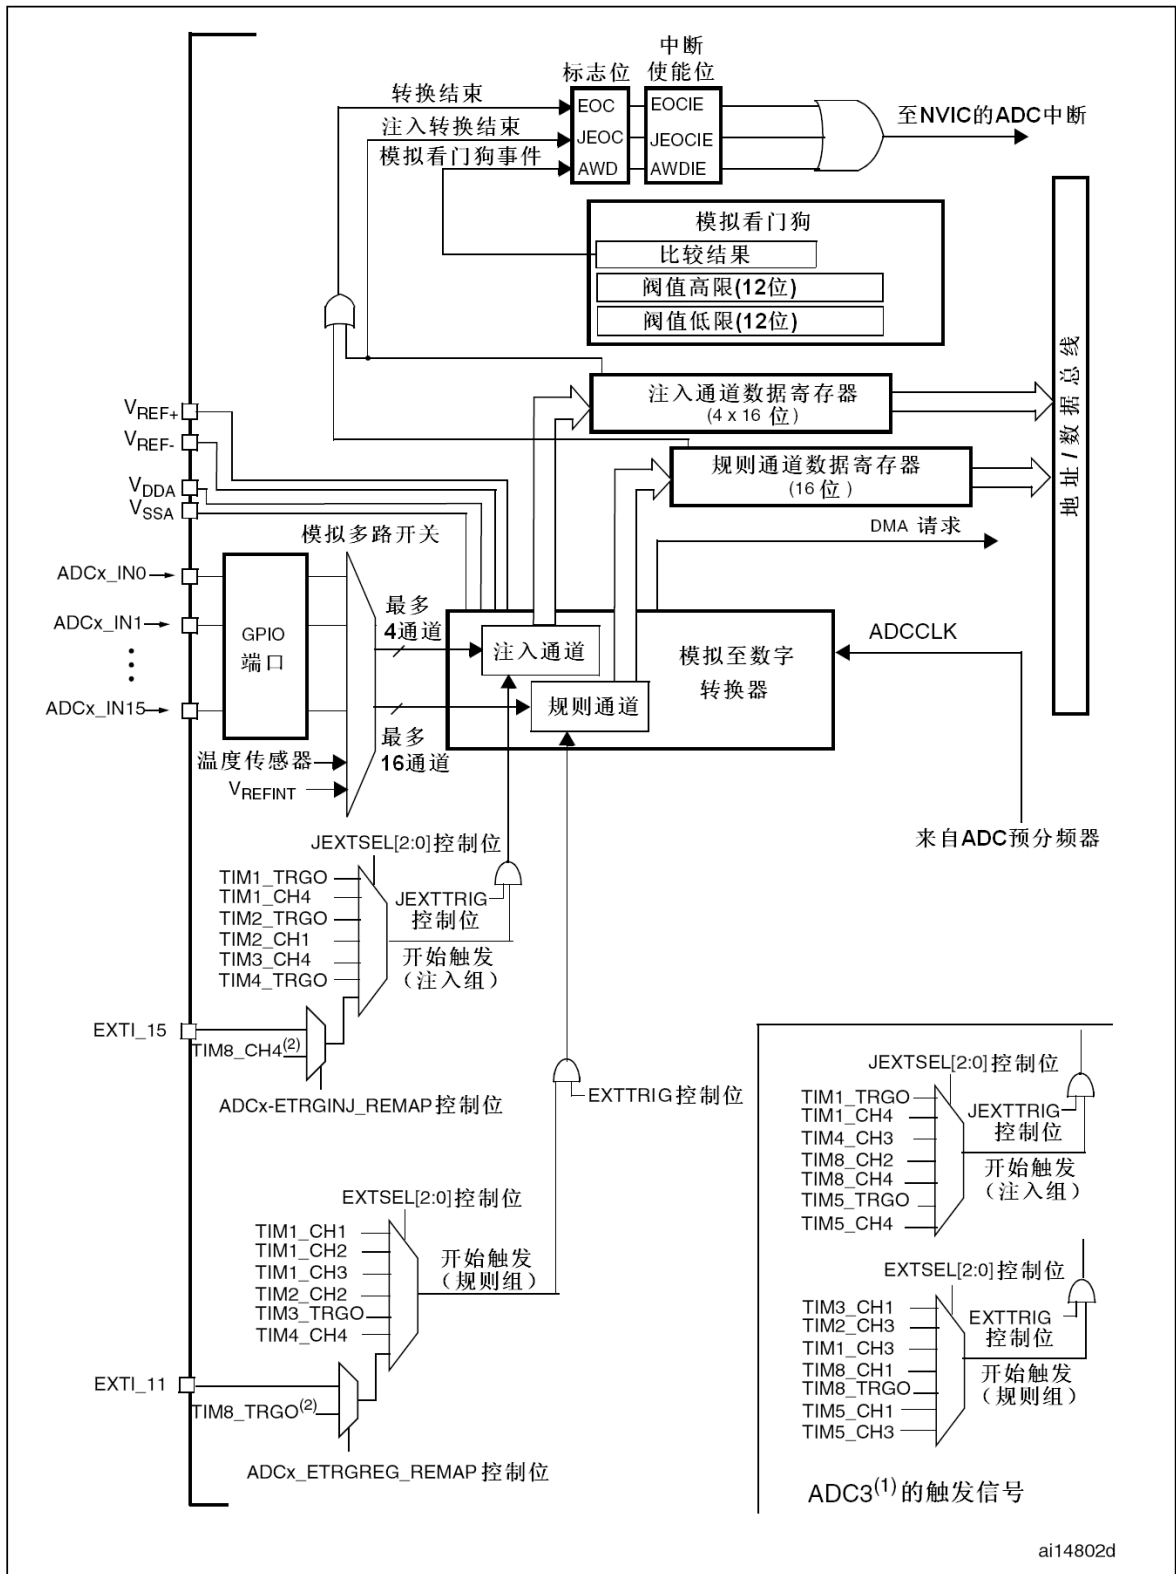 中断
标志位 使能位
转换结束
EOC
EOCIE
注入转换结束
JEOC
JEOCIE
模拟看门狗事件
AWD
AWDIE
至NVIC的ADC中断
模拟看门狗
比较结果
阀值高限(12位)
阀值低限(12位)
地址/数据总线
注入通道数据寄存器
(4 x 16 位)
规则通道数据寄存器
(16 位)
DMA 请求
VREF+
VREF-
VDDA
VSSA
模拟多路开关
ADCx_IN0
ADCx_IN1
ADCx_IN15
GPIO
端口
最多
4通道
注入通道
规则通道
模拟至数字
转换器
ADCCLK
最多
16通道
温度传感器
VREFINT
来自ADC预分频器
JEXTSEL[2:0]控制位
TIM1_TRGO
TIM1_CH4
TIM2_TRGO
TIM2_CH1
TIM3_CH4
TIM4_TRGO
JEXTTRIG
控制位
开始触发
（注入组）
EXTI_15
TIM8_CH4(2)
ADCx-ETRGINJ_REMAP控制位
EXTTRIG控制位
EXTSEL[2:0]控制位
TIM1_CH1
TIM1_CH2
TIM1_CH3
TIM2_CH2
TIM3_TRGO
TIM4_CH4
开始触发
（规则组）
EXTI_11
TIM8_TRGO(2)
ADCx_ETRGREG_REMAP控制位
JEXTSEL[2:0]控制位
TIM1_TRGO
TIM1_CH4
TIM4_CH3
TIM8_CH2
TIM8_CH4
TIM5_TRGO
TIM5_CH4
JEXTTRIG
控制位
开始触发
（注入组）
EXTSEL[2:0]控制位
TIM3_CH1
TIM2_CH3
TIM1_CH3
TIM8_CH1
TIM8_TRGO
TIM5_CH1
TIM5_CH3
EXTTRIG
控制位
开始触发
（规则组）
ADC3(1)的触发信号
ai14802d